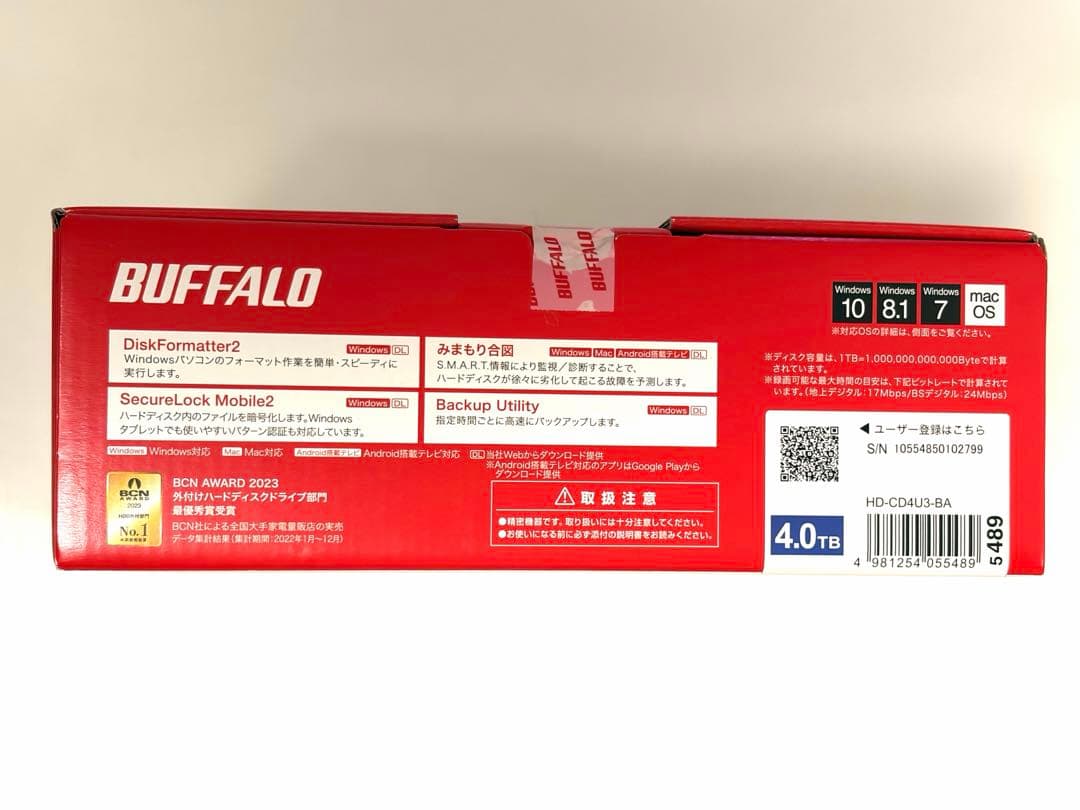 BUFFALO
BUFFALO
BUFFALO
Windows 10
Windows 8.1
Windows 7
mac OS
※対応OSの詳細は、側面をご覧ください。
DiskFormatter2 Windows DL
Windowsパソコンのフォーマット作業を簡単・スピーディに
実行します。
みまもり合図 Windows Mac Android搭載テレビ DL
S.M.A.R.T.情報により監視／診断することで、
ハードディスクが徐々に劣化して起こる故障を予測します。
SecureLock Mobile2 Windows DL
ハードディスク内のファイルを暗号化します。Windows
タブレットでも使いやすいパターン認証も対応しています。
Backup Utility Windows DL
指定時間ごとに高速にバックアップします。
Windows Windows対応 Mac Mac対応 Android搭載テレビ Android搭載テレビ対応 DL 当社Webからダウンロード提供
※Android搭載テレビ対応のアプリはGoogle Playから
ダウンロード提供
BCN
AWARD
2023
No.1
BCN AWARD 2023
外付けハードディスクドライブ部門
最優秀賞受賞
BCN社による全国大手家電量販店の実売
データ集計結果（集計期間：2022年1月～12月）
取扱注意
●精密機器です。取り扱いには十分注意してください。
●お使いになる前に必ず添付の説明書をお読みください。
※ディスク容量は、1TB=1,000,000,000,000Byteで計算
されています。
※録画可能な最大時間の目安は、下記ビットレートで計算されて
います。（地上デジタル：17Mbps/BSデジタル：24Mbps）
◀ユーザー登録はこちら
S/N 10554850102799
HD-CD4U3-BA
4.0TB
4 981254 055489
5489